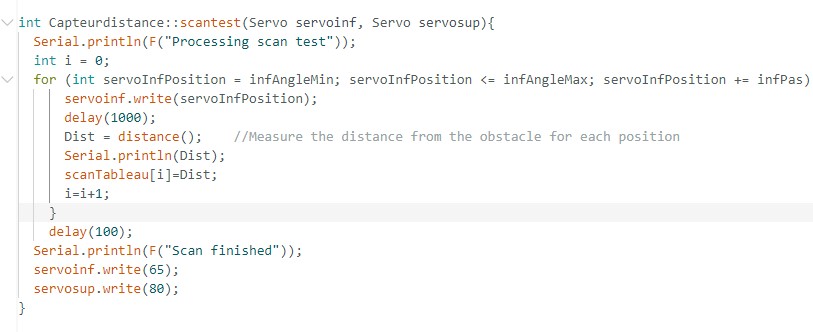 int Capteurdistance::scantest(Servo servoinf, Servo servosup){
  Serial.println(F("Processing scan test"));
  int i = 0;
  for (int servoInfPosition = infAngleMin; servoInfPosition <= infAngleMax; servoInfPosition += infPas)
      servoinf.write(servoInfPosition);
      delay(1000);
      Dist = distance();    //Measure the distance from the obstacle for each position
      Serial.println(Dist);
      scanTableau[i]=Dist;
      i=i+1;
    }
    delay(100);
  Serial.println(F("Scan finished"));
  servoinf.write(65);
  servosup.write(80);
}